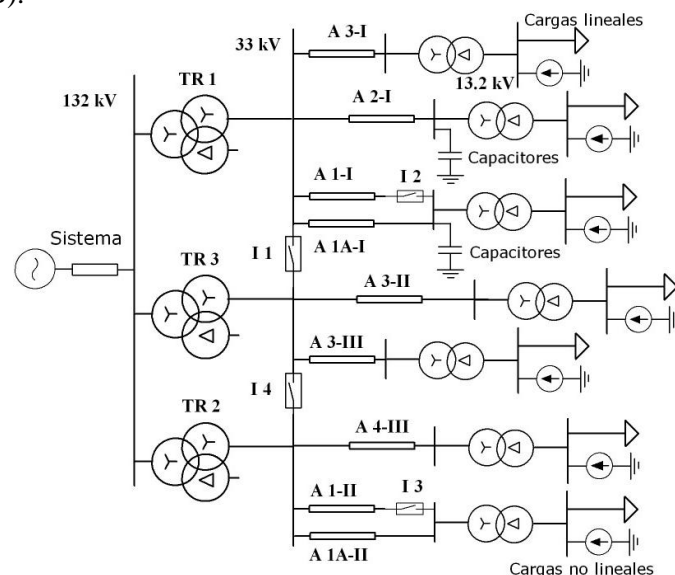 ).
Cargas lineales
A 3-I
33 kV
13.2 kV
TR 1
132 kV
A 2-I
Capacitores
A 1-I
I 2
A 1A-I
Capacitores
Sistema
I 1
TR 3
A 3-II
A 3-III
I 4
TR 2
A 4-III
A 1-II
I 3
A 1A-II
Cargas no lineales